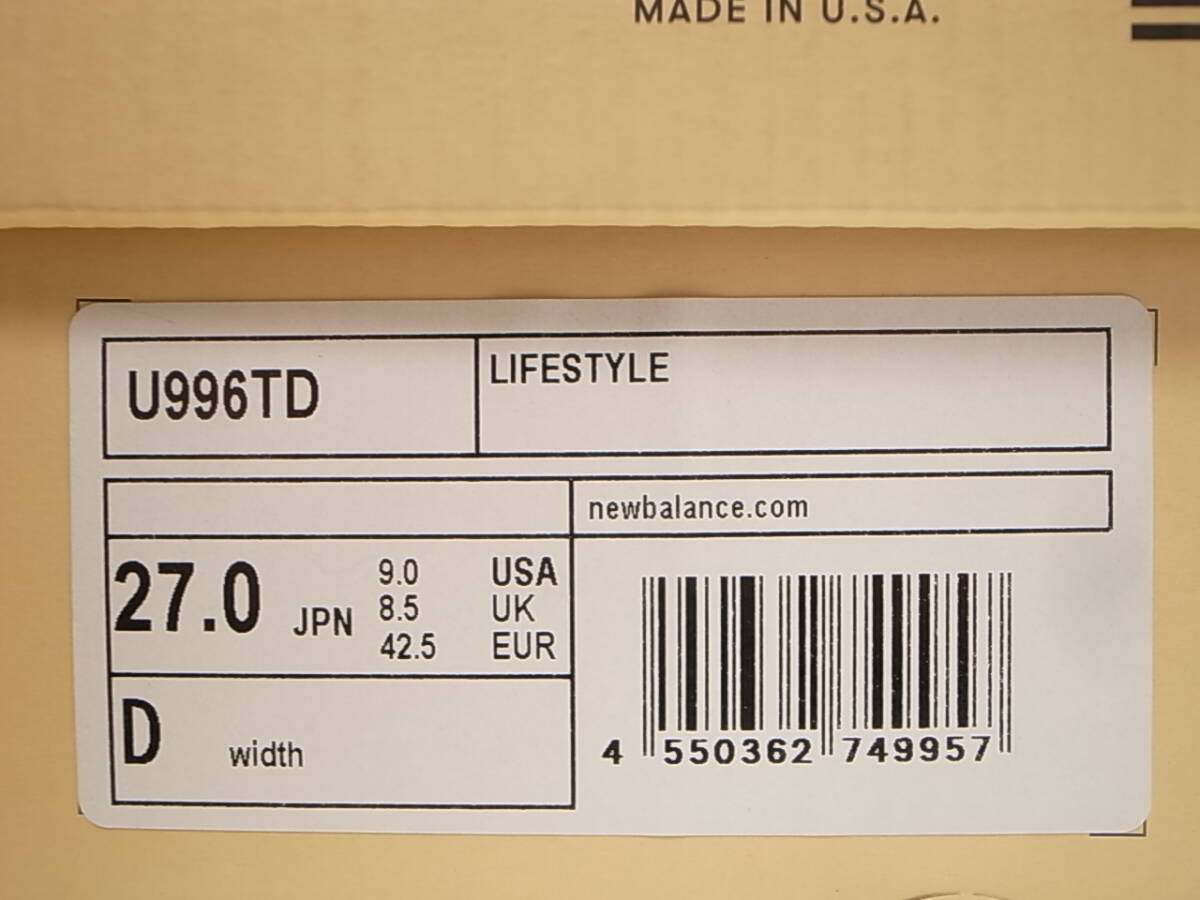 MADE IN U.S.A.
U996TD
LIFESTYLE
newbalance.com
27.0 JPN
9.0 USA
8.5 UK
42.5 EUR
D width
4 550362 749957